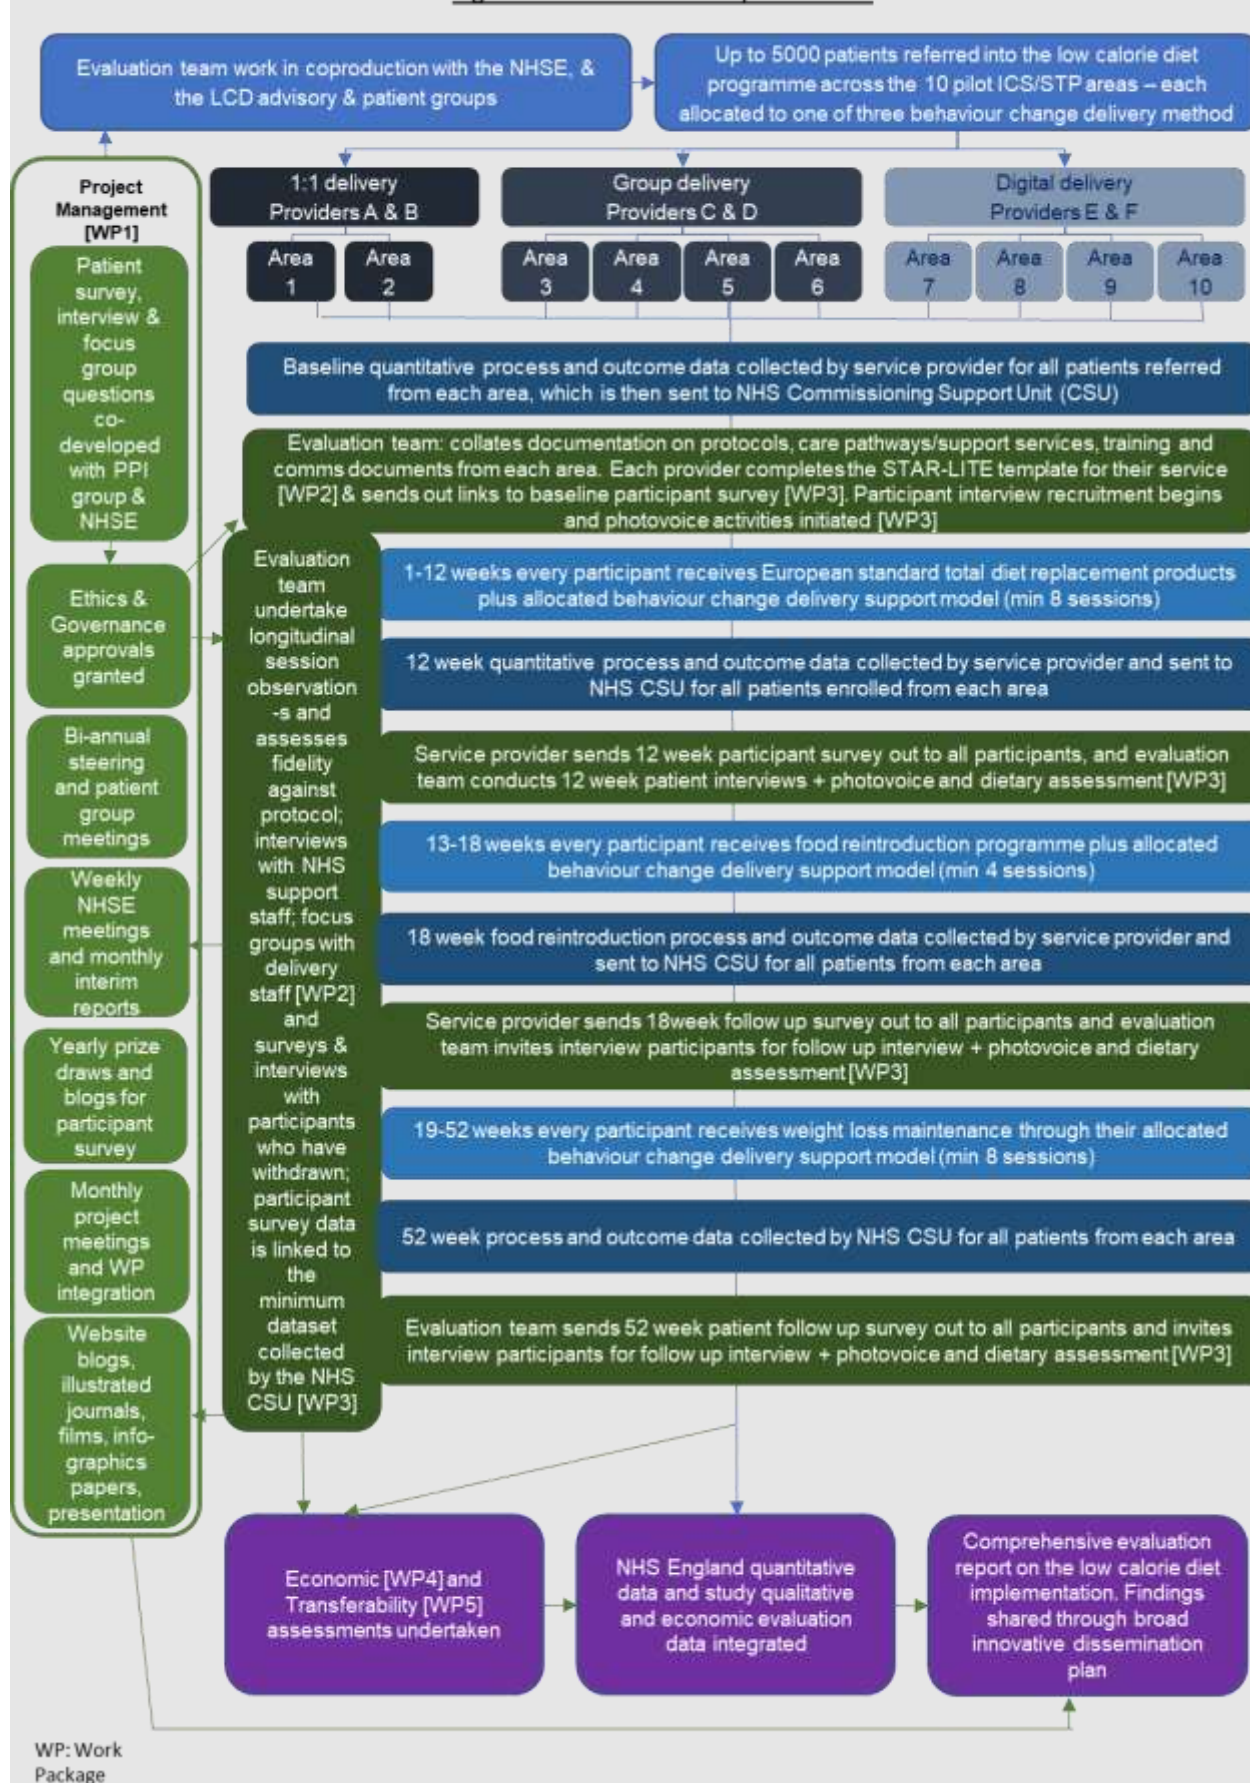 Evaluation team work in coproduction with the NHSE, &
the LCD advisory & patient groups
Up to 5000 patients referred into the low calorie diet
programme across the 10 pilot ICS/STP areas – each
allocated to one of three behaviour change delivery method
Project
Management
[WP1]
Patient
survey,
interview &
focus
group
questions
co-
developed
with PPI
group &
NHSE
Ethics &
Governance
approvals
granted
Bi-annual
steering
and patient
group
meetings
Weekly
NHSE
meetings
and monthly
interim
reports
Yearly prize
draws and
blogs for
participant
survey
Monthly
project
meetings
and WP
integration
Website
blogs,
illustrated
journals,
films, info-
graphics
papers,
presentation
1:1 delivery
Providers A & B
Group delivery
Providers C & D
Digital delivery
Providers E & F
Area
1
Area
2
Area
3
Area
4
Area
5
Area
6
Area
7
Area
8
Area
9
Area
10
Baseline quantitative process and outcome data collected by service provider for all patients referred
from each area, which is then sent to NHS Commissioning Support Unit (CSU)
Evaluation team: collates documentation on protocols, care pathways/support services, training and
comms documents from each area. Each provider completes the STAR-LITE template for their service
[WP2] & sends out links to baseline participant survey [WP3]. Participant interview recruitment begins
and photovoice activities initiated [WP3]
Evaluation
team
undertake
longitudinal
session
observation
-s and
assesses
fidelity
against
protocol;
interviews
with NHS
support
staff; focus
groups with
delivery
staff [WP2]
and
surveys &
interviews
with
participants
who have
withdrawn;
participant
survey data
is linked to
the
minimum
dataset
collected
by the NHS
CSU [WP3]
1-12 weeks every participant receives European standard total diet replacement products
plus allocated behaviour change delivery support model (min 8 sessions)
12 week quantitative process and outcome data collected by service provider and sent to
NHS CSU for all patients enrolled from each area
Service provider sends 12 week participant survey out to all participants, and evaluation
team conducts 12 week patient interviews + photovoice and dietary assessment [WP3]
13-18 weeks every participant receives food reintroduction programme plus allocated
behaviour change delivery support model (min 4 sessions)
18 week food reintroduction process and outcome data collected by service provider and
sent to NHS CSU for all patients from each area
Service provider sends 18week follow up survey out to all participants and evaluation
team invites interview participants for follow up interview + photovoice and dietary
assessment [WP3]
19-52 weeks every participant receives weight loss maintenance through their allocated
behaviour change delivery support model (min 8 sessions)
52 week process and outcome data collected by NHS CSU for all patients from each area
Evaluation team sends 52 week patient follow up survey out to all participants and invites
interview participants for follow up interview + photovoice and dietary assessment [WP3]
Economic [WP4] and
Transferability [WP5]
assessments undertaken
NHS England quantitative
data and study qualitative
and economic evaluation
data integrated
Comprehensive evaluation
report on the low calorie diet
implementation. Findings
shared through broad
innovative dissemination
plan
WP: Work
Package